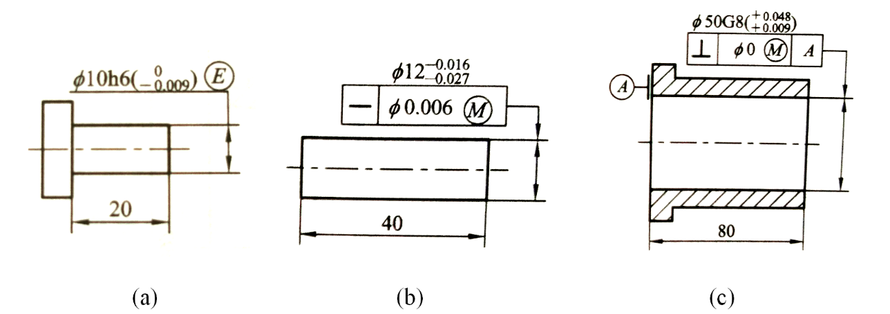 ϕ10h6(0 -0.009) Ⓔ
20
(a)
ϕ12-0.016 -0.027
— ϕ0.006 Ⓜ
40
(b)
ϕ50G8(+0.048 +0.009)
⊥ ϕ0 Ⓜ A
Ⓐ
80
(c)